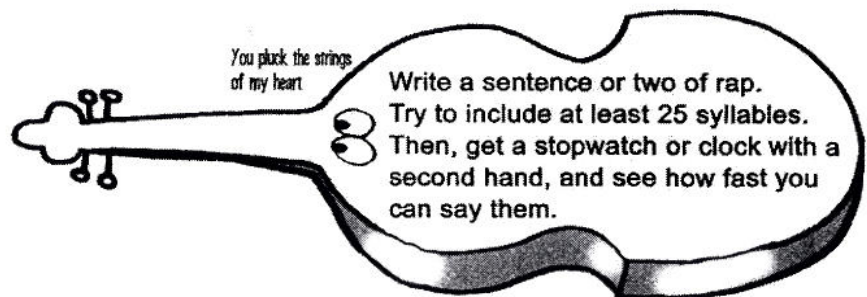 You pluck the strings
of my heart
Write a sentence or two of rap.
Try to include at least 25 syllables.
Then, get a stopwatch or clock with a
second hand, and see how fast you
can say them.